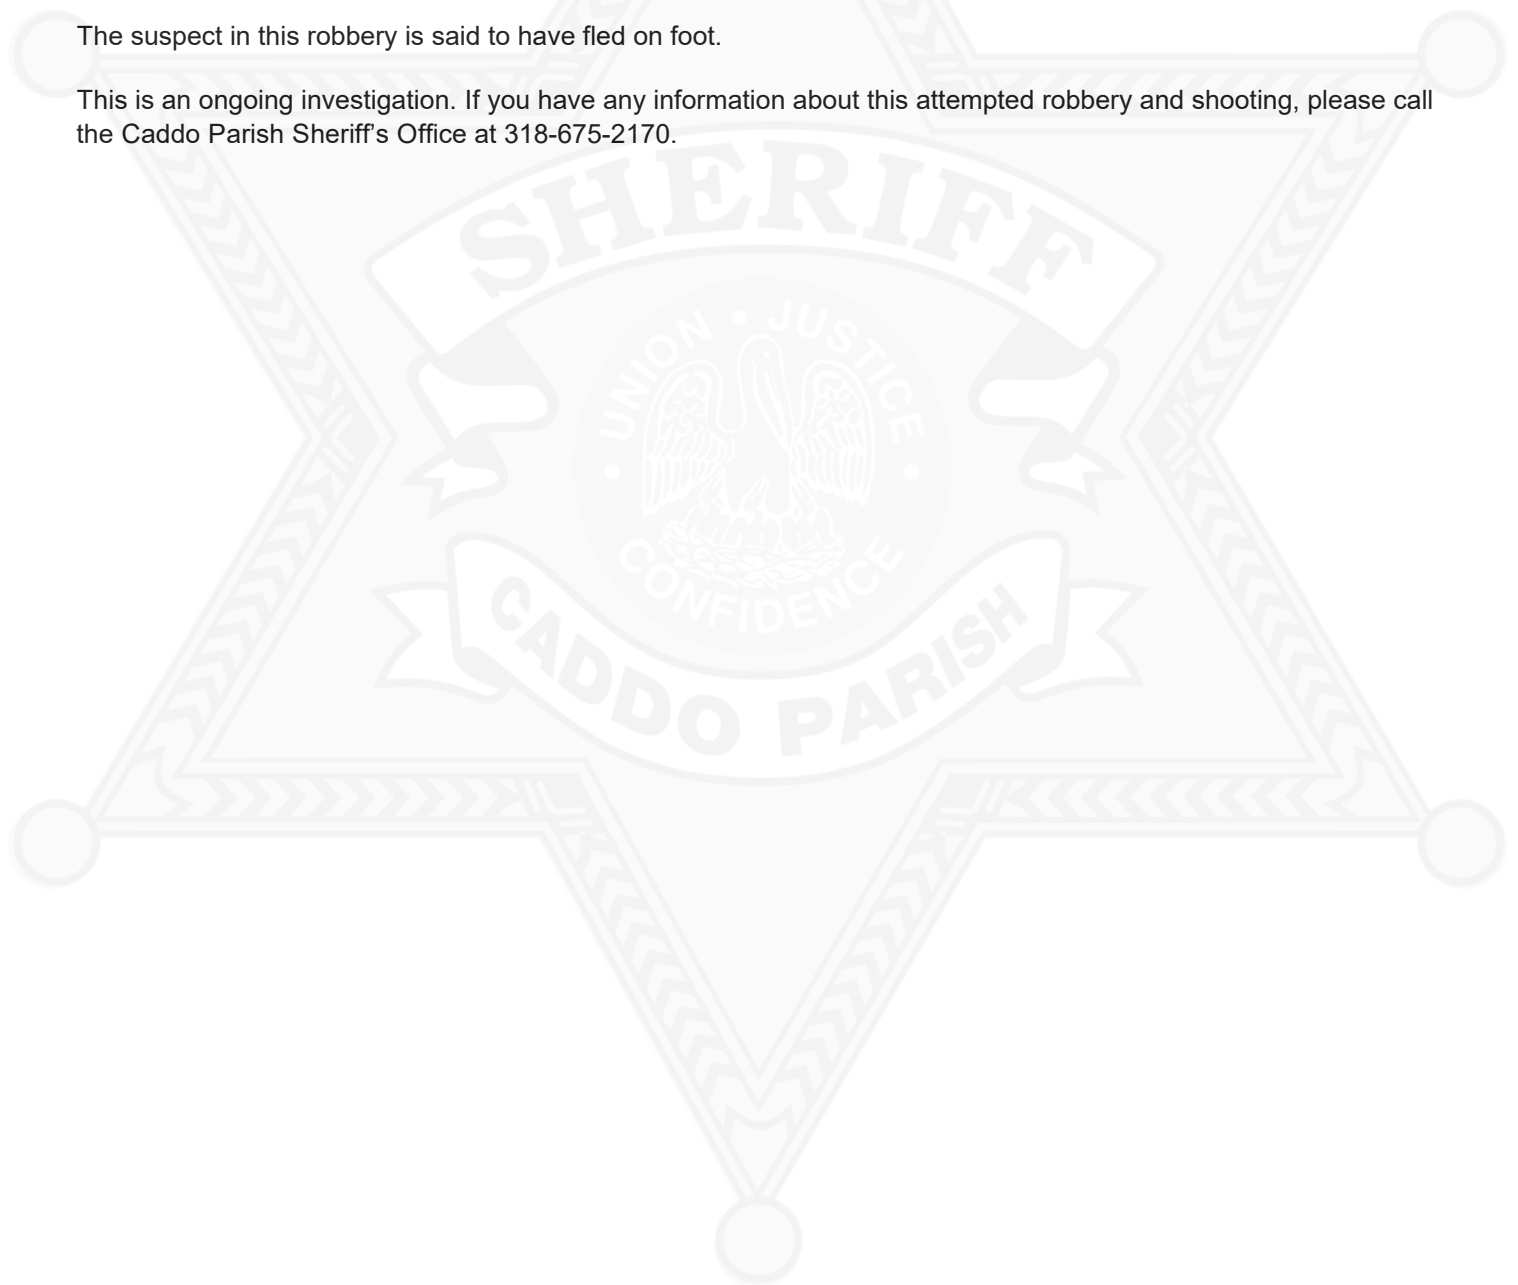 The suspect in this robbery is said to have fled on foot.
This is an ongoing investigation. If you have any information about this attempted robbery and shooting, please call
the Caddo Parish Sheriff’s Office at 318-675-2170.
SHERIFF
UNION • JUSTICE
• CONFIDENCE •
CADDO PARISH